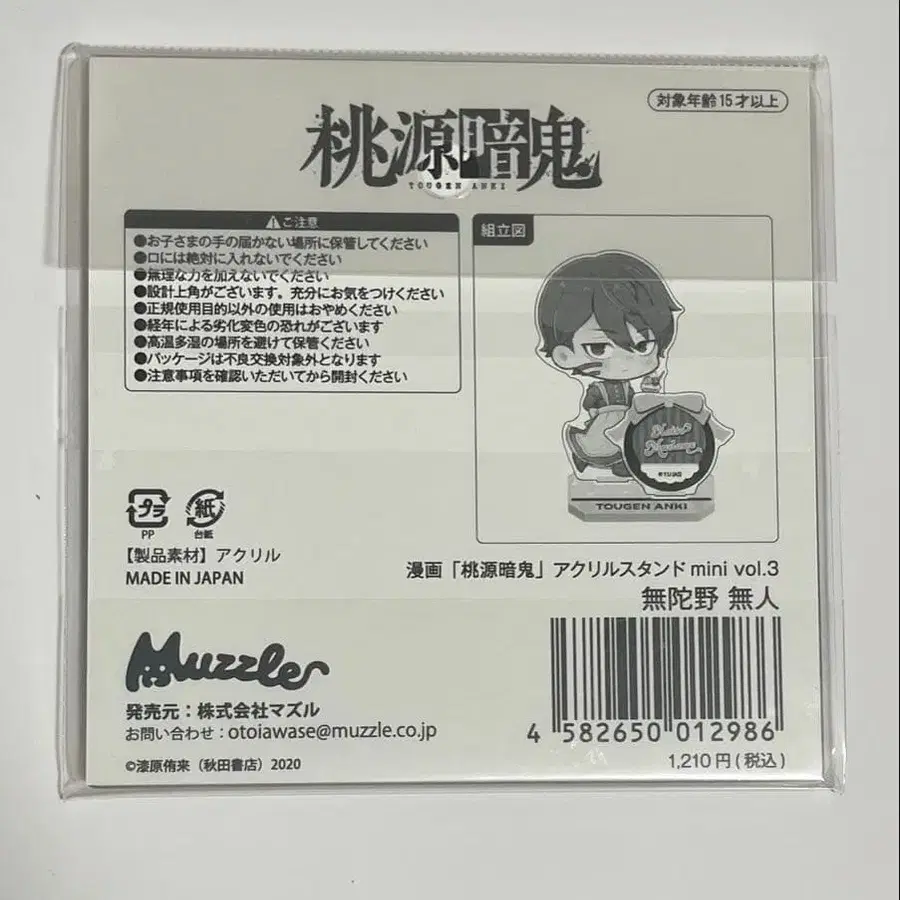 対象年齢15才以上
桃源暗鬼
TOUGEN ANKI
ご注意
●お子さまの手の届かない場所に保管してください
●口には絶対に入れないでください
●無理な力を加えないでください
●設計上角がございます。充分にお気をつけください
●正規使用目的以外の使用はおやめください
●経年による劣化変色の恐れがございます
●高温多湿の場所を避けて保管ください
●パッケージは不良交換対象外となります
●注意事項を確認いただいてから開封ください
組立図
TOUGEN ANKI
プラ
PP
紙
台紙
【製品素材】アクリル
MADE IN JAPAN
漫画「桃源暗鬼」アクリルスタンド mini vol.3
無陀野 無人
Muzzle
発売元：株式会社マズル
お問い合わせ：otoiawase@muzzle.co.jp
©漆原侑来（秋田書店）2020
4 582650 012986
1,210円(税込)